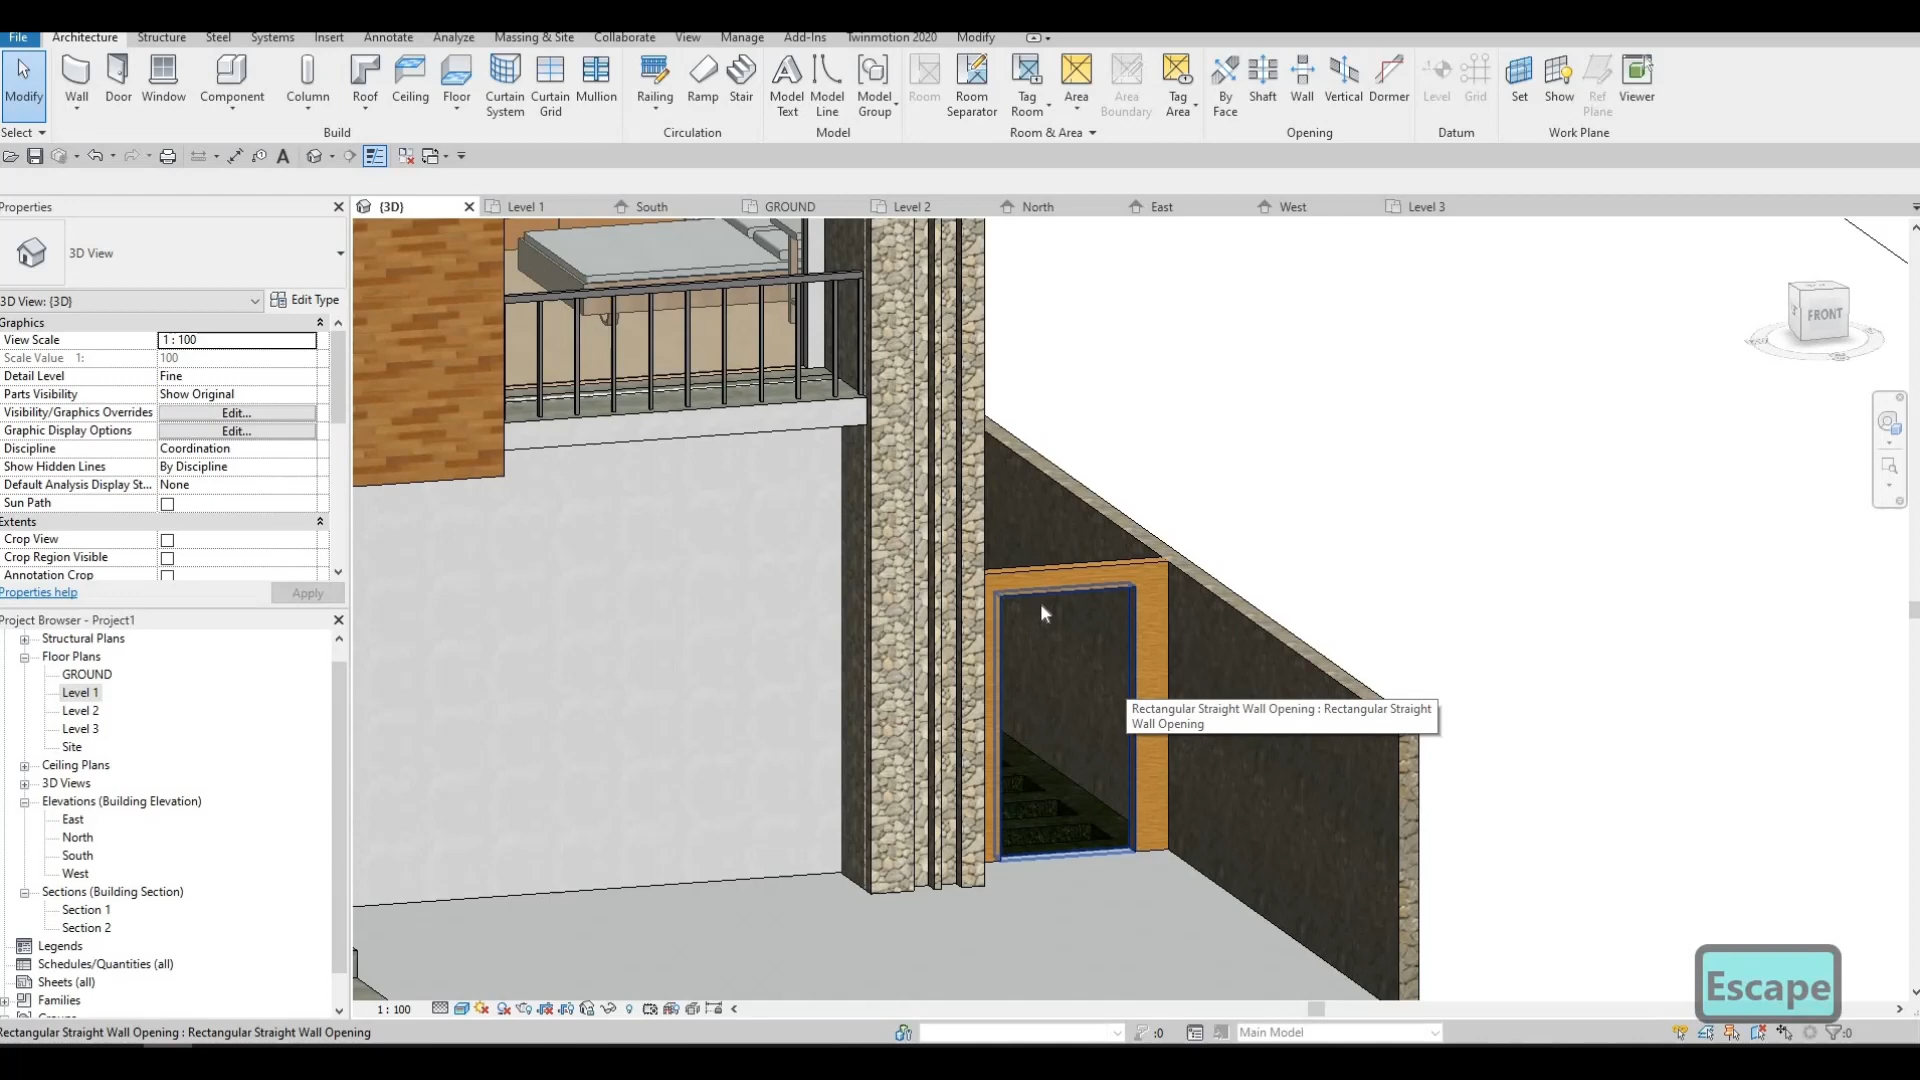 File Architecture Structure Steel Systems Insert Annotate Analyze Massing & Site Collaborate View Manage Add-Ins Twinmotion 2020 Modify
Modify Wall Door Window Component Column Roof Ceiling Floor Curtain System Curtain Grid Mullion Railing Ramp Stair Model Text Model Line Model Group Room Room Separator Tag Room Area Area Boundary Tag Area By Face Shaft Wall Vertical Dormer Level Grid Set Show Ref Plane Viewer
Select Build Circulation Model Room & Area Opening Datum Work Plane
Properties
{3D} Level 1 South GROUND Level 2 North East West Level 3
3D View
3D View: {3D} Edit Type
Graphics
View Scale 1 : 100
Scale Value 1: 100
Detail Level Fine
Parts Visibility Show Original
Visibility/Graphics Overrides Edit...
Graphic Display Options Edit...
Discipline Coordination
Show Hidden Lines By Discipline
Default Analysis Display St... None
Sun Path
Extents
Crop View
Crop Region Visible
Annotation Crop
Properties help Apply
Project Browser - Project1
Structural Plans
Floor Plans
GROUND
Level 1
Level 2
Level 3
Site
Ceiling Plans
3D Views
Elevations (Building Elevation)
East
North
South
West
Sections (Building Section)
Section 1
Section 2
Legends
Schedules/Quantities (all)
Sheets (all)
Families
FRONT
Rectangular Straight Wall Opening : Rectangular Straight
Wall Opening
Escape
1 : 100
Rectangular Straight Wall Opening : Rectangular Straight Wall Opening :0 Main Model :0